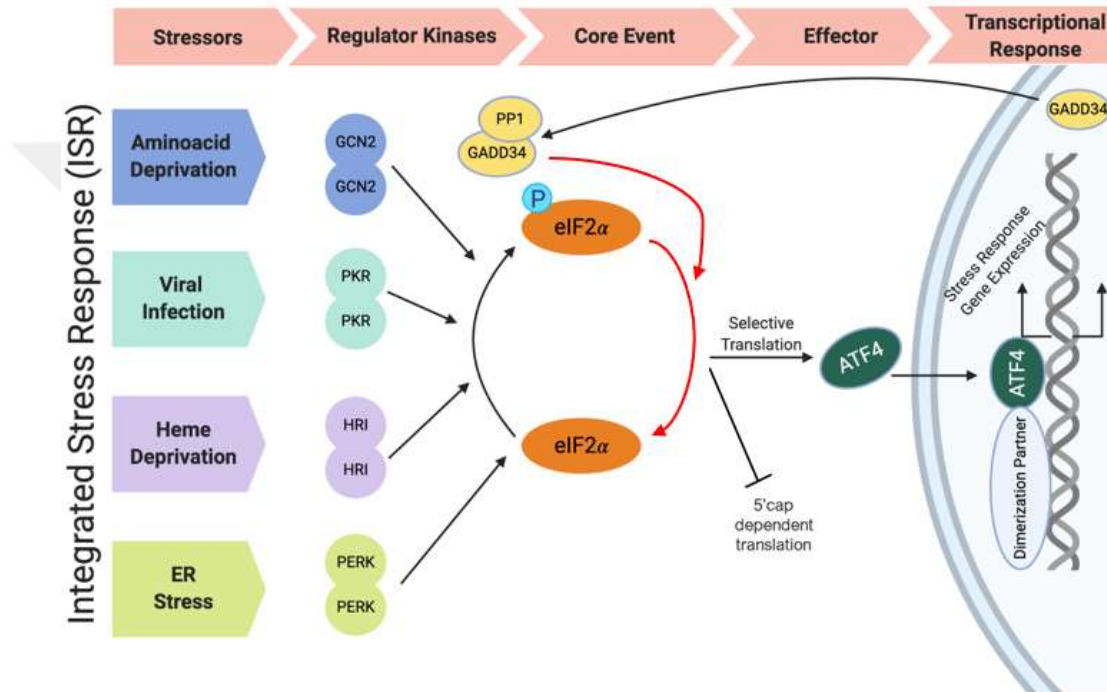 Stressors
Regulator Kinases
Core Event
Effector
Transcriptional
Response
Integrated Stress Response (ISR)
Aminoacid
Deprivation
GCN2
GCN2
PP1
GADD34
GADD34
P
eIF2α
Viral
Infection
PKR
PKR
Stress Response
Gene Expression
Selective
Translation
ATF4
ATF4
Heme
Deprivation
HRI
HRI
eIF2α
Dimerization Partner
5'cap
dependent
translation
ER
Stress
PERK
PERK